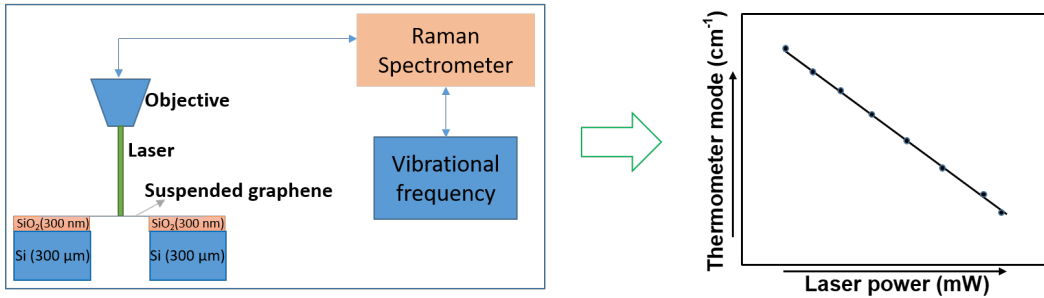 Raman
Spectrometer
Objective
Laser
Vibrational
frequency
Suspended graphene
SiO₂(300 nm)
SiO₂(300 nm)
Si (300 µm)
Si (300 µm)
Thermometer mode (cm⁻¹)
Laser power (mW)